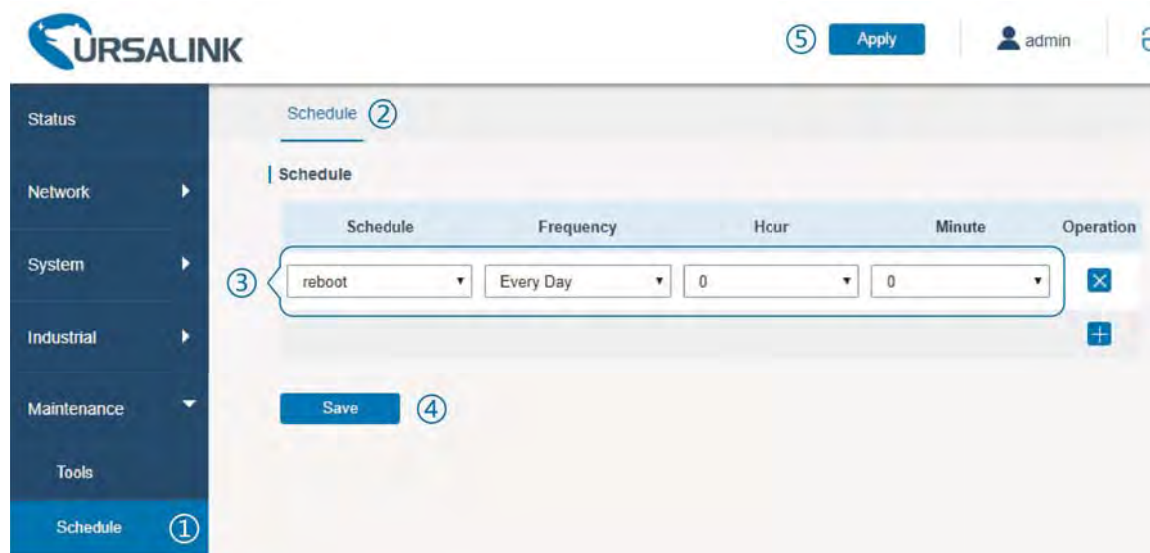 URSALINK
⑤ Apply admin
Status
Schedule ②
Schedule
Network
Schedule Frequency Hour Minute Operation
System
③ reboot Every Day 0 0
Industrial
Maintenance
Save ④
Tools
Schedule ①